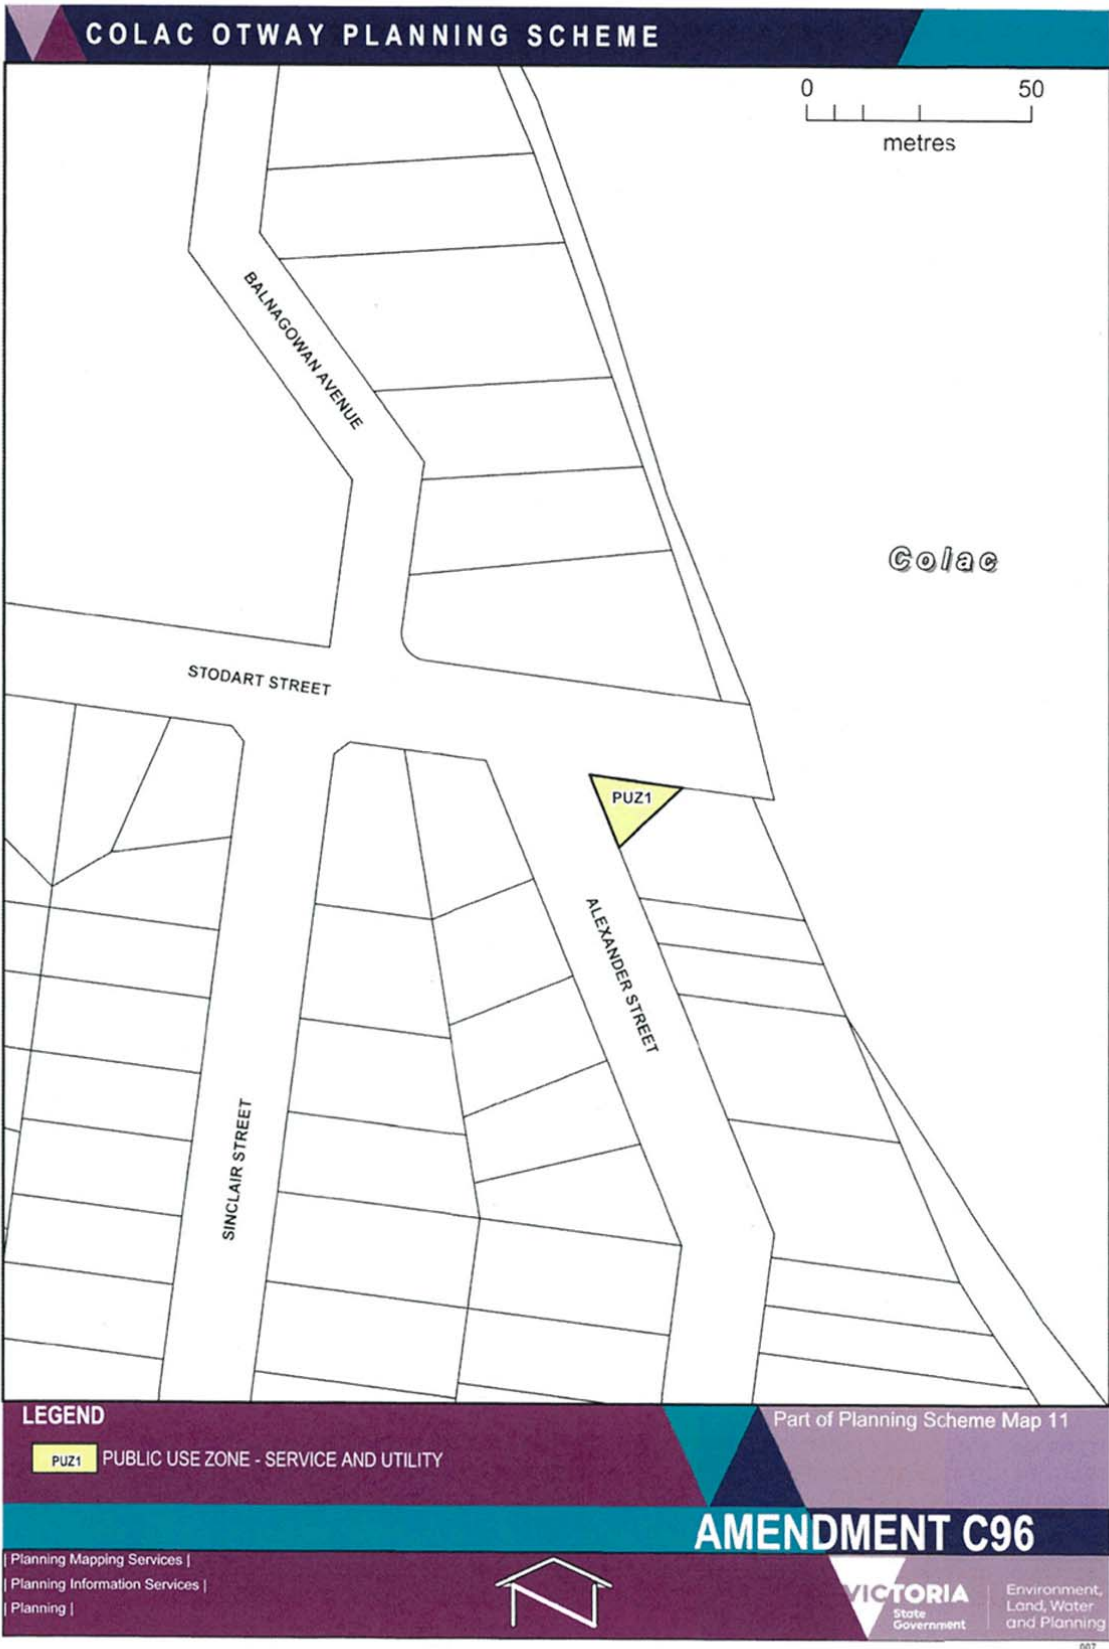 COLAC OTWAY PLANNING SCHEME
0 50
metres
BALNAGOWAN AVENUE
Colac
STODART STREET
PUZ1
ALEXANDER STREET
SINCLAIR STREET
LEGEND
Part of Planning Scheme Map 11
PUZ1 PUBLIC USE ZONE - SERVICE AND UTILITY
AMENDMENT C96
| Planning Mapping Services |
| Planning Information Services |
| Planning |
VICTORIA
State
Government
Environment,
Land, Water
and Planning
007